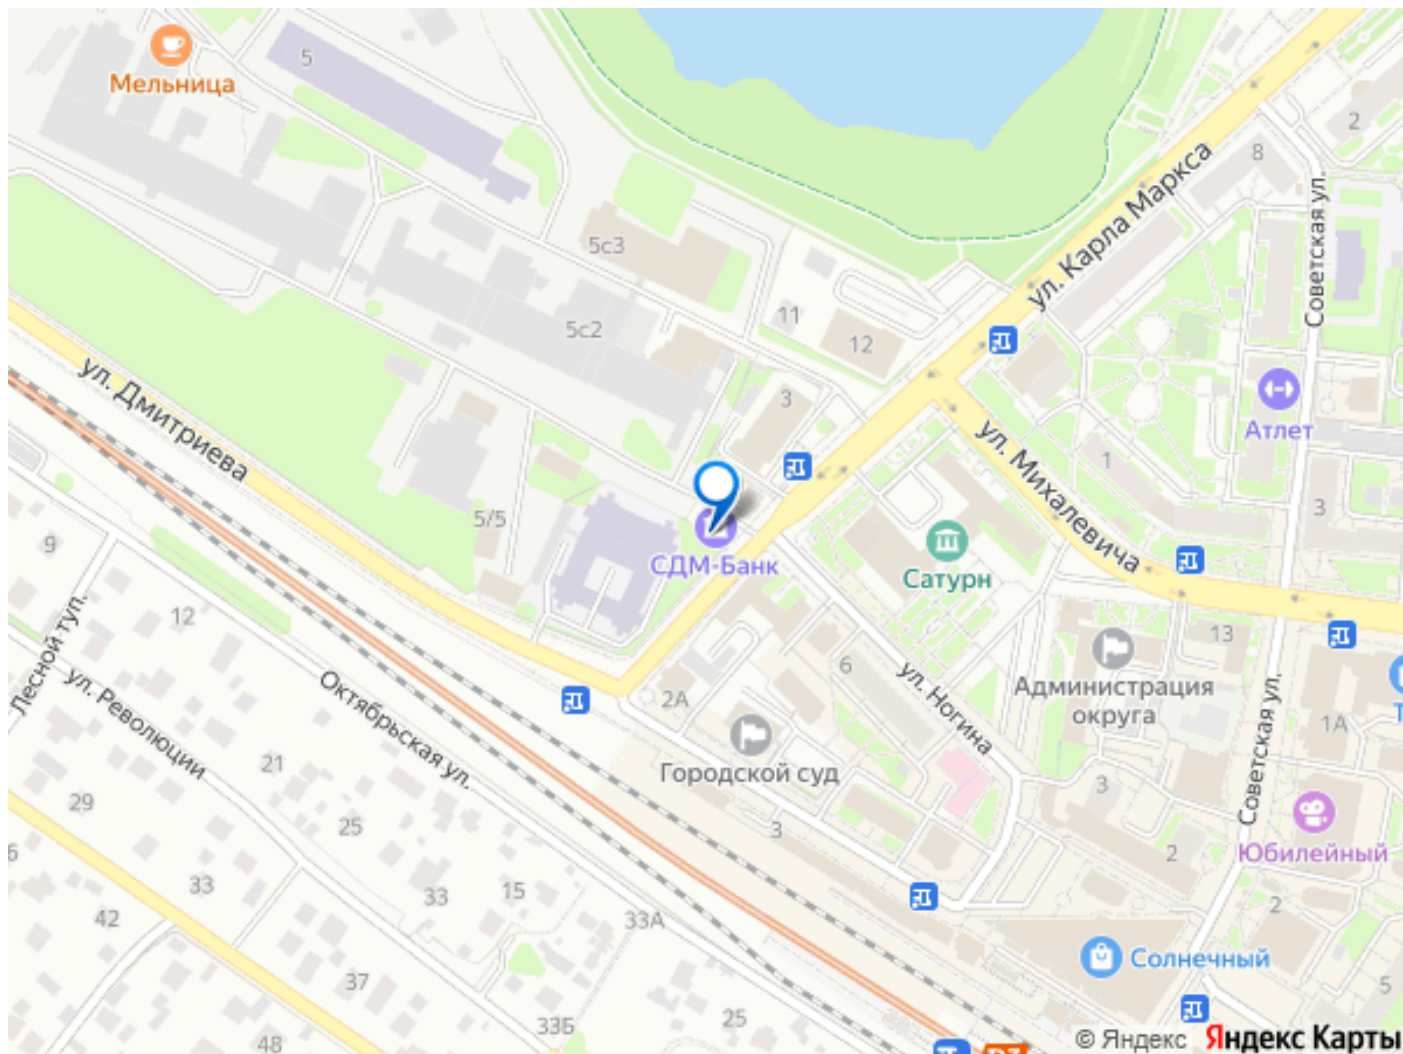 5
Мельница
2
8
ул. Карла Маркса
Советская ул.
5с3
11
5с2
12
ул. Дмитриева
3
Атлет
ул. Михалевича
1
3
5/5
СДМ-Банк
Сатурн
9
12
Лесной туп.
13
6
ул. Ногина
Администрация
округа
ул. Революции
Октябрьская ул.
2А
1А
Городской суд
21
Советская ул.
3
29
25
3
Юбилейный
2
33
33
15
42
33А
2
Солнечный
37
5
33Б
25
48
© Яндекс Яндекс Карты